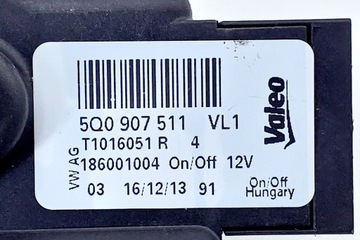 5Q0 907 511 VL1
T1016051 R 4
186001004 On/Off 12V
03 16/12/13 91
On/Off
Hungary
VW AG
Valeo